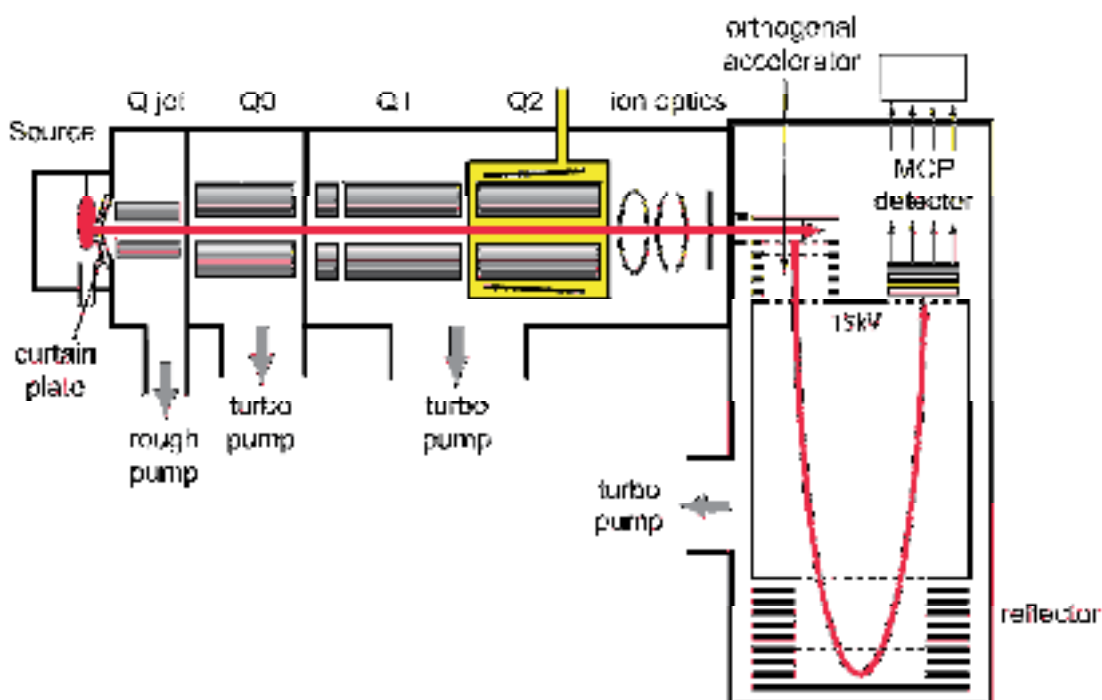 orthogenal
accelerator
Q jet
Q0
Q1
Q2
ion optics
Source
MCP
detector
15kV
curtain
plate
rough
pump
turbo
pump
turbo
pump
turbo
pump
reflector